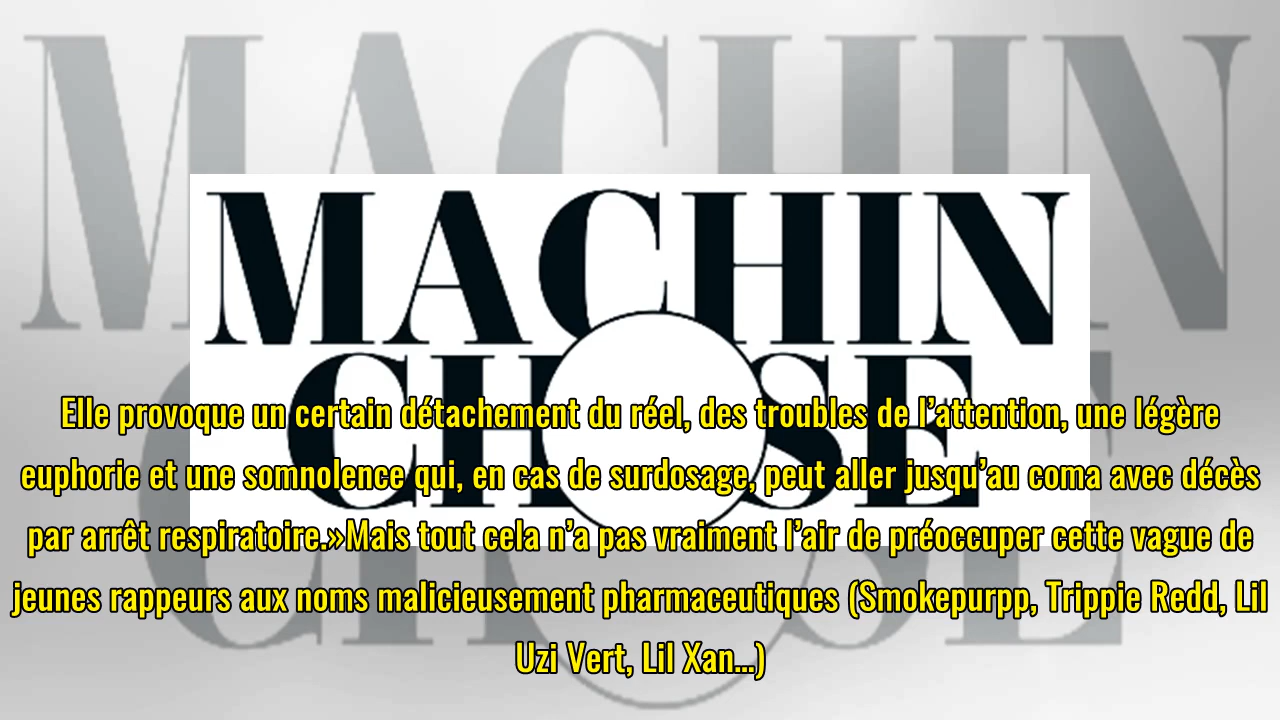 MACHIN
CHOSE
MACHIN
CHOSE
Elle provoque un certain détachement du réel, des troubles de l'attention, une légère
euphorie et une somnolence qui, en cas de surdosage, peut aller jusqu'au coma avec décès
par arrêt respiratoire.»Mais tout cela n'a pas vraiment l'air de préoccuper cette vague de
jeunes rappeurs aux noms malicieusement pharmaceutiques (Smokepurpp, Trippie Redd, Lil
Uzi Vert, Lil Xan...)